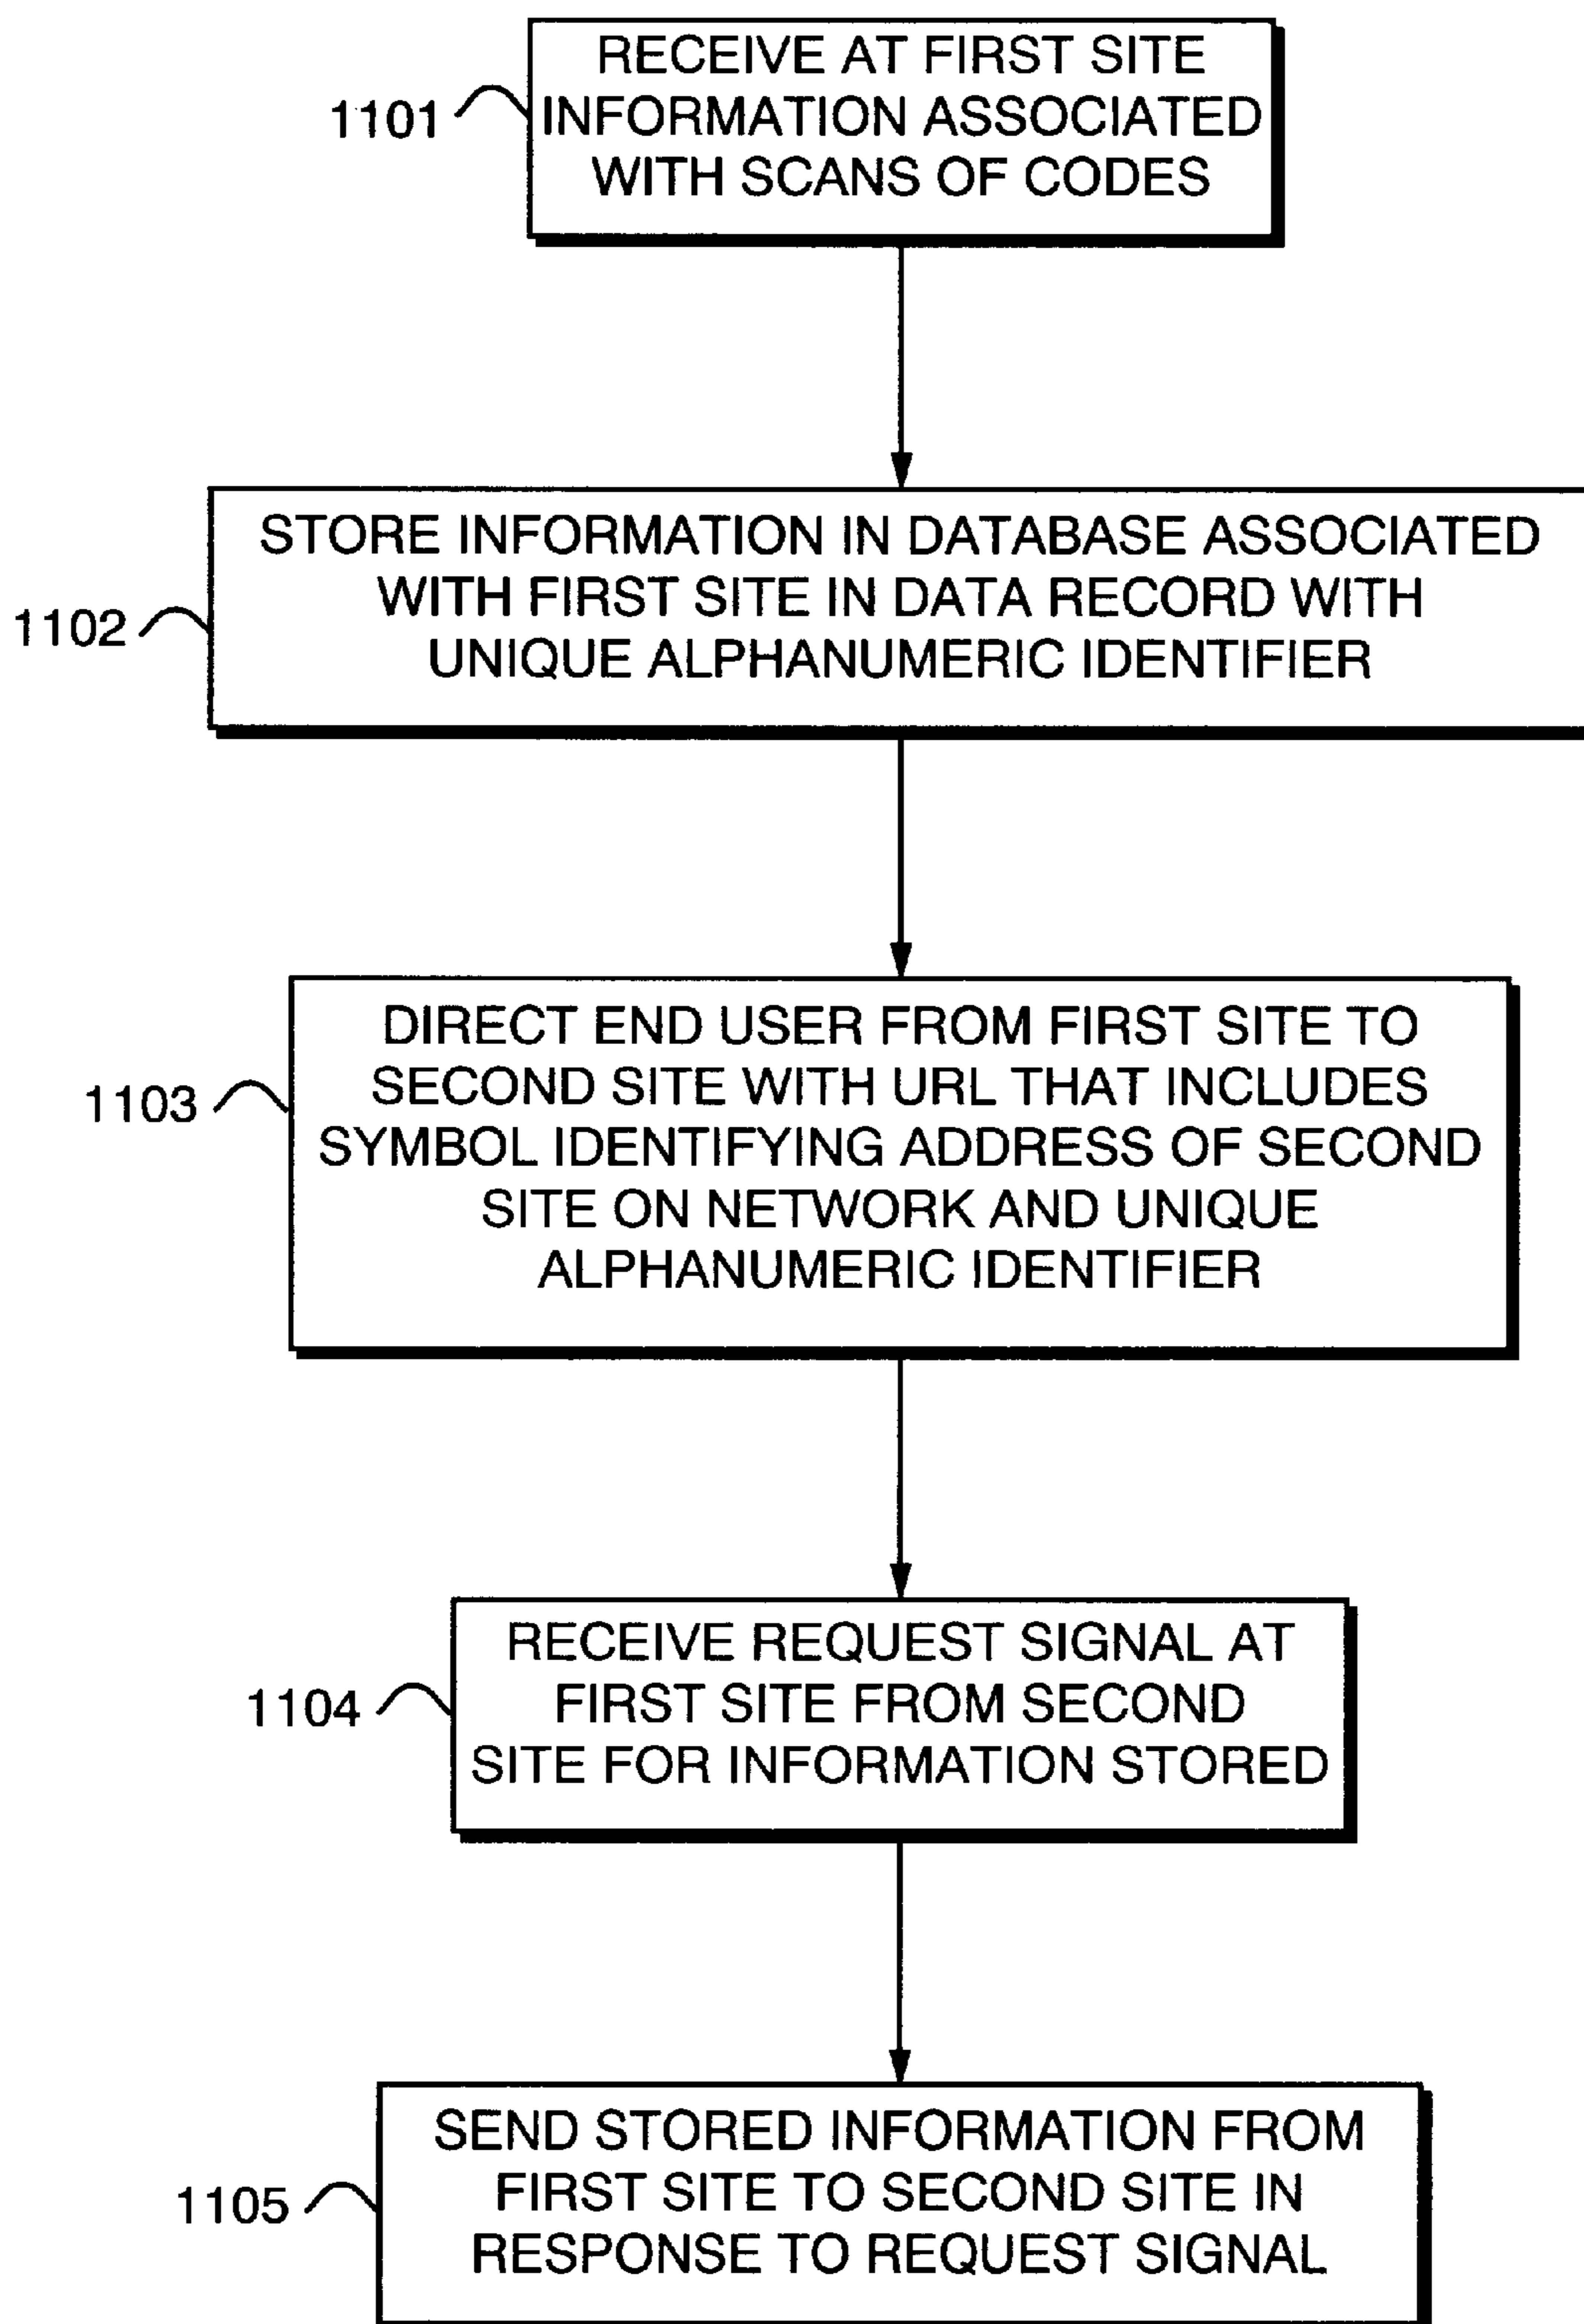 RECEIVE AT FIRST SITE
INFORMATION ASSOCIATED
WITH SCANS OF CODES
1101
STORE INFORMATION IN DATABASE ASSOCIATED
WITH FIRST SITE IN DATA RECORD WITH
UNIQUE ALPHANUMERIC IDENTIFIER
1102
DIRECT END USER FROM FIRST SITE TO
SECOND SITE WITH URL THAT INCLUDES
SYMBOL IDENTIFYING ADDRESS OF SECOND
SITE ON NETWORK AND UNIQUE
ALPHANUMERIC IDENTIFIER
1103
RECEIVE REQUEST SIGNAL AT
FIRST SITE FROM SECOND
SITE FOR INFORMATION STORED
1104
SEND STORED INFORMATION FROM
FIRST SITE TO SECOND SITE IN
RESPONSE TO REQUEST SIGNAL
1105